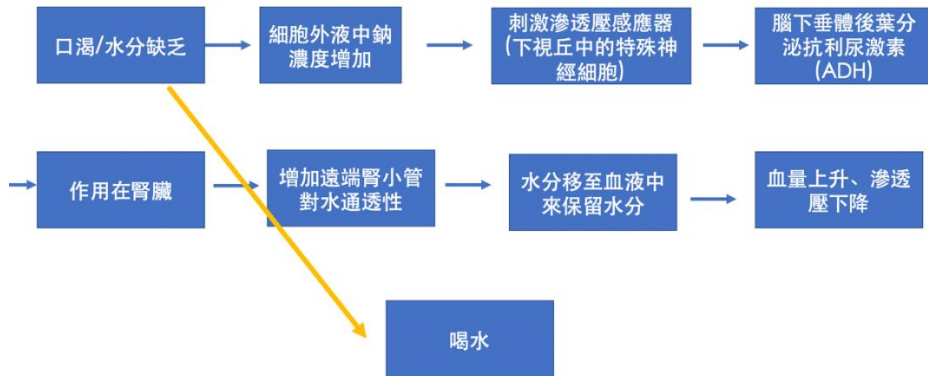 口渴/水分缺乏
細胞外液中鈉
濃度增加
刺激滲透壓感應器
(下視丘中的特殊神
經細胞)
腦下垂體後葉分
泌抗利尿激素
(ADH)
作用在腎臟
增加遠端腎小管
對水通透性
水分移至血液中
來保留水分
血量上升、滲透
壓下降
喝水